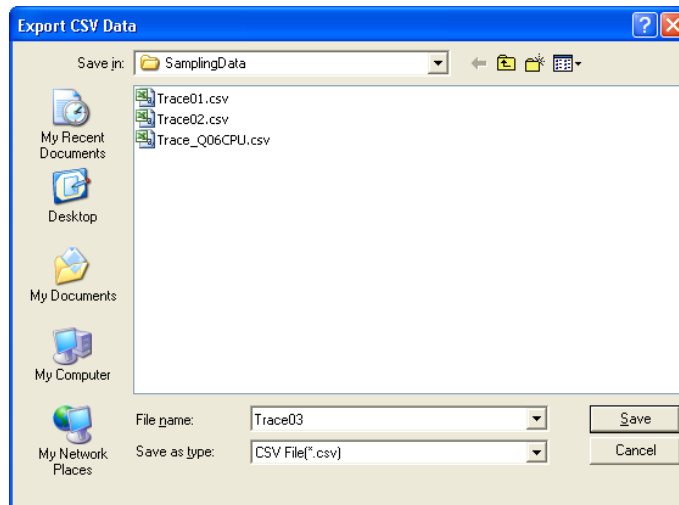 Export CSV Data
Save in: SamplingData
Trace01.csv
Trace02.csv
Trace_Q06CPU.csv
My Recent
Documents
Desktop
My Documents
My Computer
My Network
Places
File name: Trace03 Save
Save as type: CSV File(*.csv) Cancel